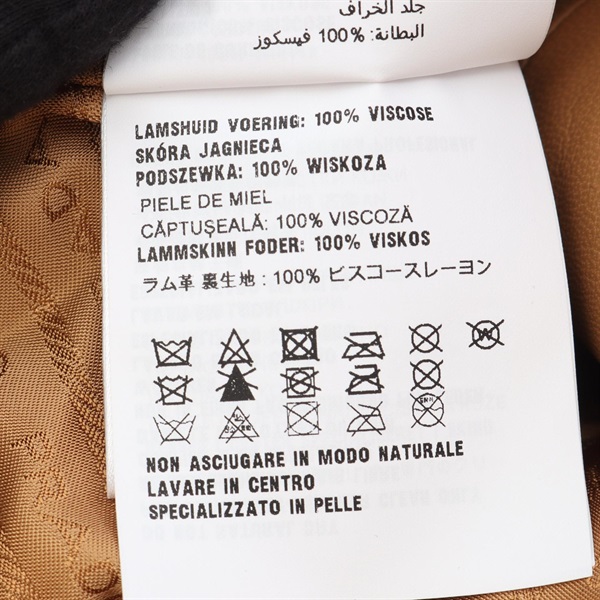 جلد الخراف
البطانة: 100% فيسكوز
LAMSHUID VOERING: 100% VISCOSE
SKÓRA JAGNIECA
PODSZEWKA: 100% WISKOZA
PIELE DE MIEL
CĂPTUȘEALĂ: 100% VISCOZĂ
LAMMSKINN FODER: 100% VISKOS
ラム革 裏生地 : 100% ビスコースレーヨン
NON ASCIUGARE IN MODO NATURALE
LAVARE IN CENTRO
SPECIALIZZATO IN PELLE